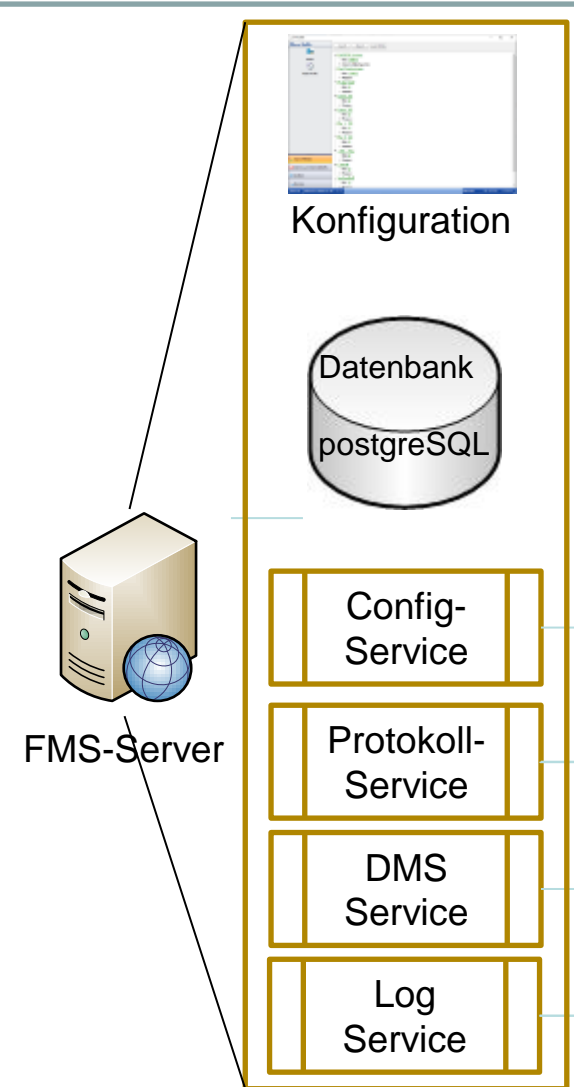 Konfiguration
Datenbank
postgreSQL
FMS-Server
Config-
Service
Protokoll-
Service
DMS
Service
Log
Service